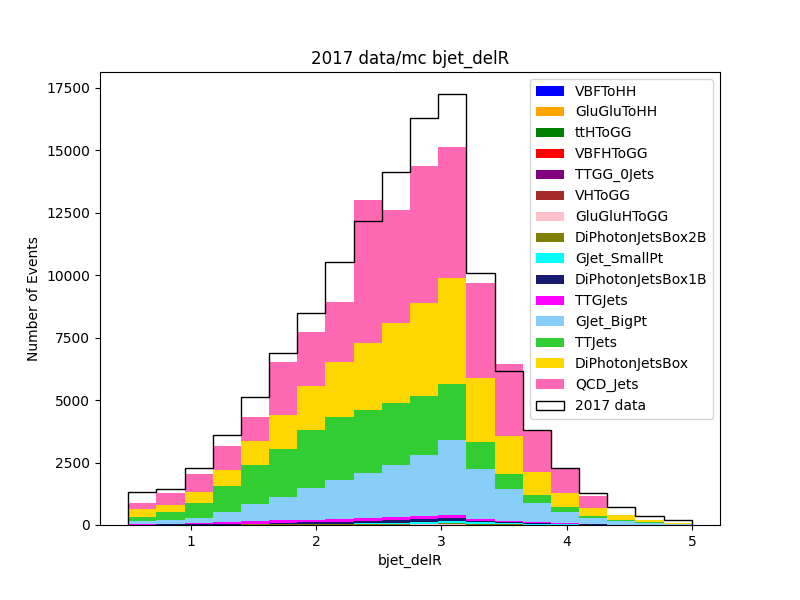 2017 data/mc bjet_delR
17500
15000
12500
10000
7500
5000
2500
0
Number of Events
1
2
3
4
5
bjet_delR
VBFToHH
GluGluToHH
ttHToGG
VBFHToGG
TTGG_0Jets
VHToGG
GluGluHToGG
DiPhotonJetsBox2B
GJet_SmallPt
DiPhotonJetsBox1B
TTGJets
GJet_BigPt
TTJets
DiPhotonJetsBox
QCD_Jets
2017 data